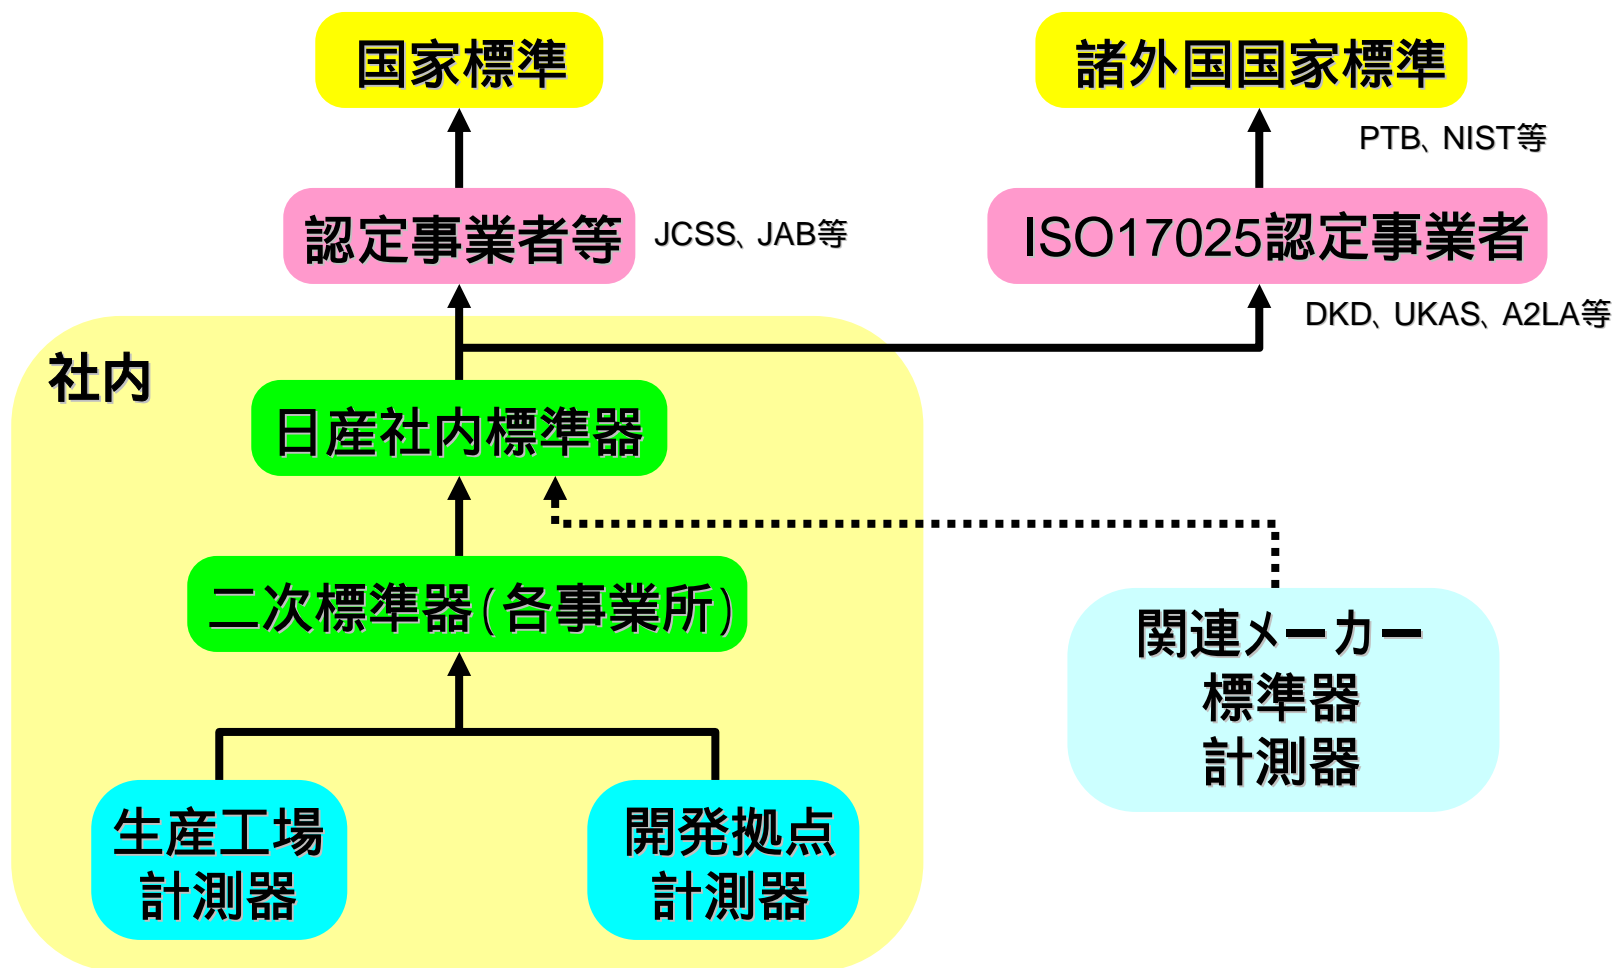 国家標準
諸外国国家標準
PTB、NIST等
認定事業者等
JCSS、JAB等
ISO17025認定事業者
DKD、UKAS、A2LA等
社内
日産社内標準器
二次標準器(各事業所)
関連メーカー
標準器
計測器
生産工場
計測器
開発拠点
計測器